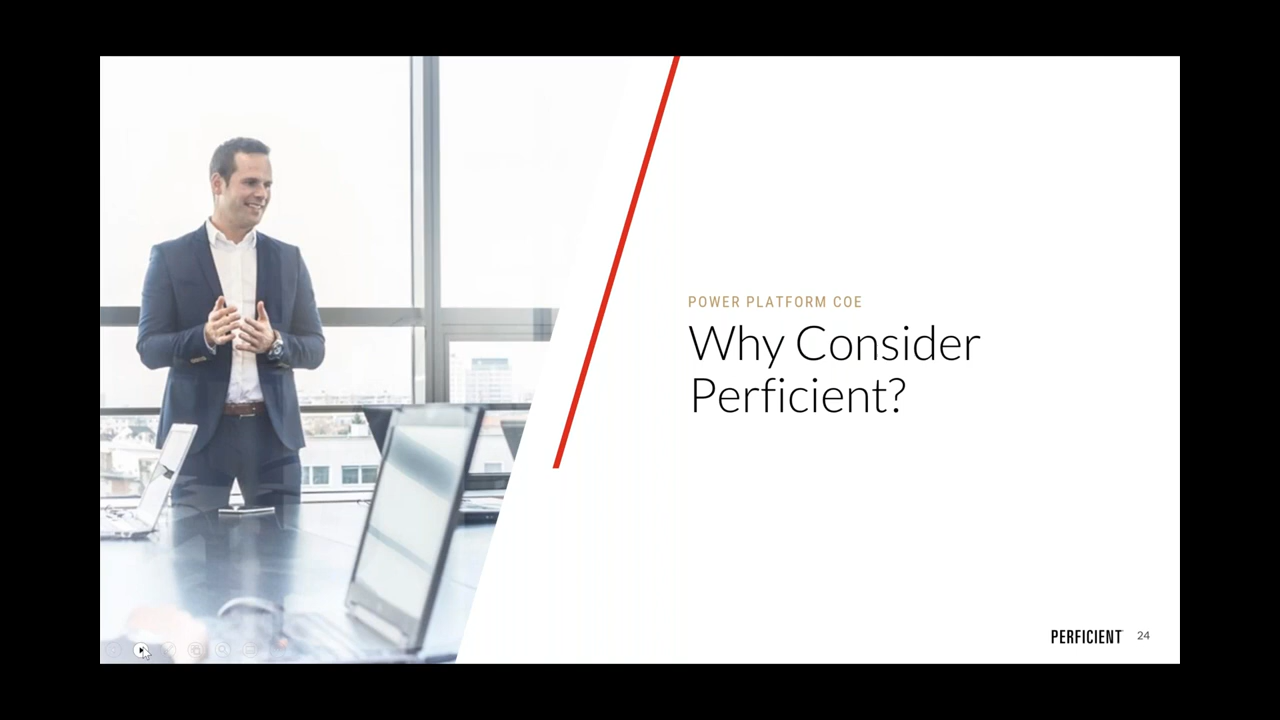 POWER PLATFORM COE
Why Consider
Perficient?
PERFICIENT
24